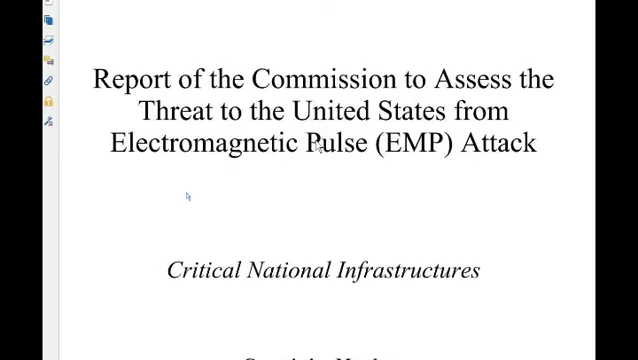 Report of the Commission to Assess the
Threat to the United States from
Electromagnetic Pulse (EMP) Attack
Critical National Infrastructures